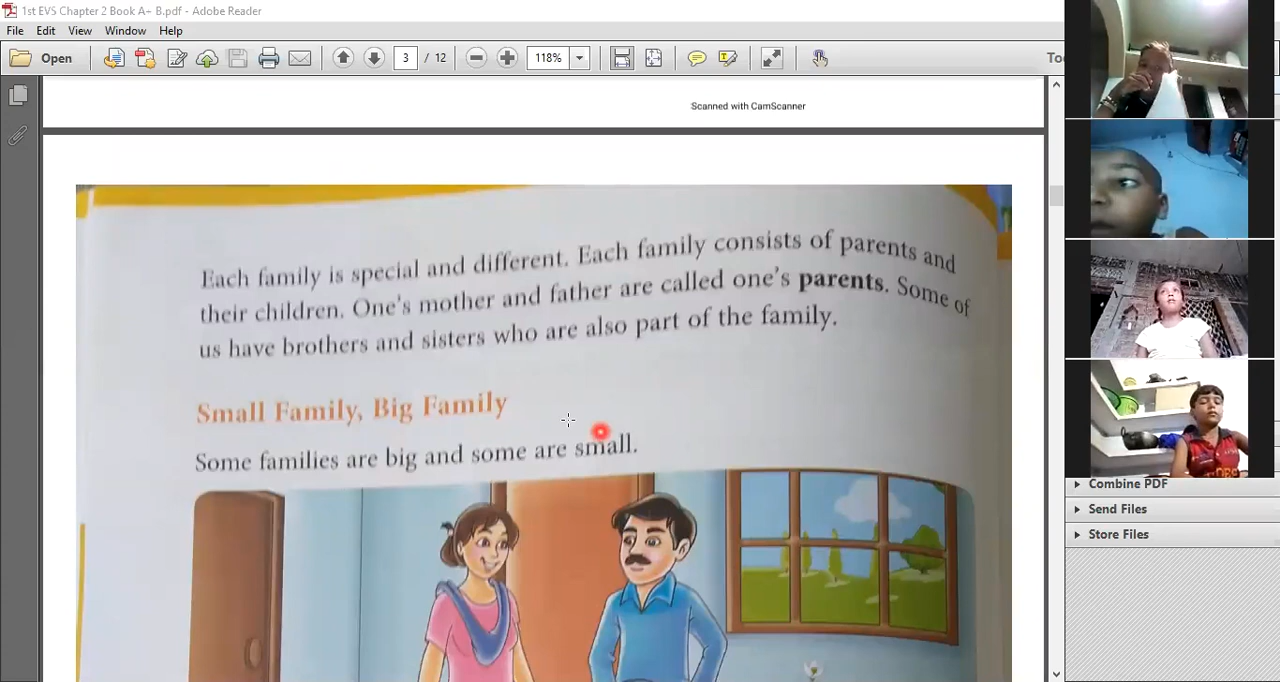 1st EVS Chapter 2 Book A+ B.pdf - Adobe Reader
File Edit View Window Help
Open 3 / 12 118% Too
Scanned with CamScanner
Each family is special and different. Each family consists of parents and
their children. One's mother and father are called one's parents. Some of
us have brothers and sisters who are also part of the family.
Small Family, Big Family
Some families are big and some are small.
Combine PDF
Send Files
Store Files